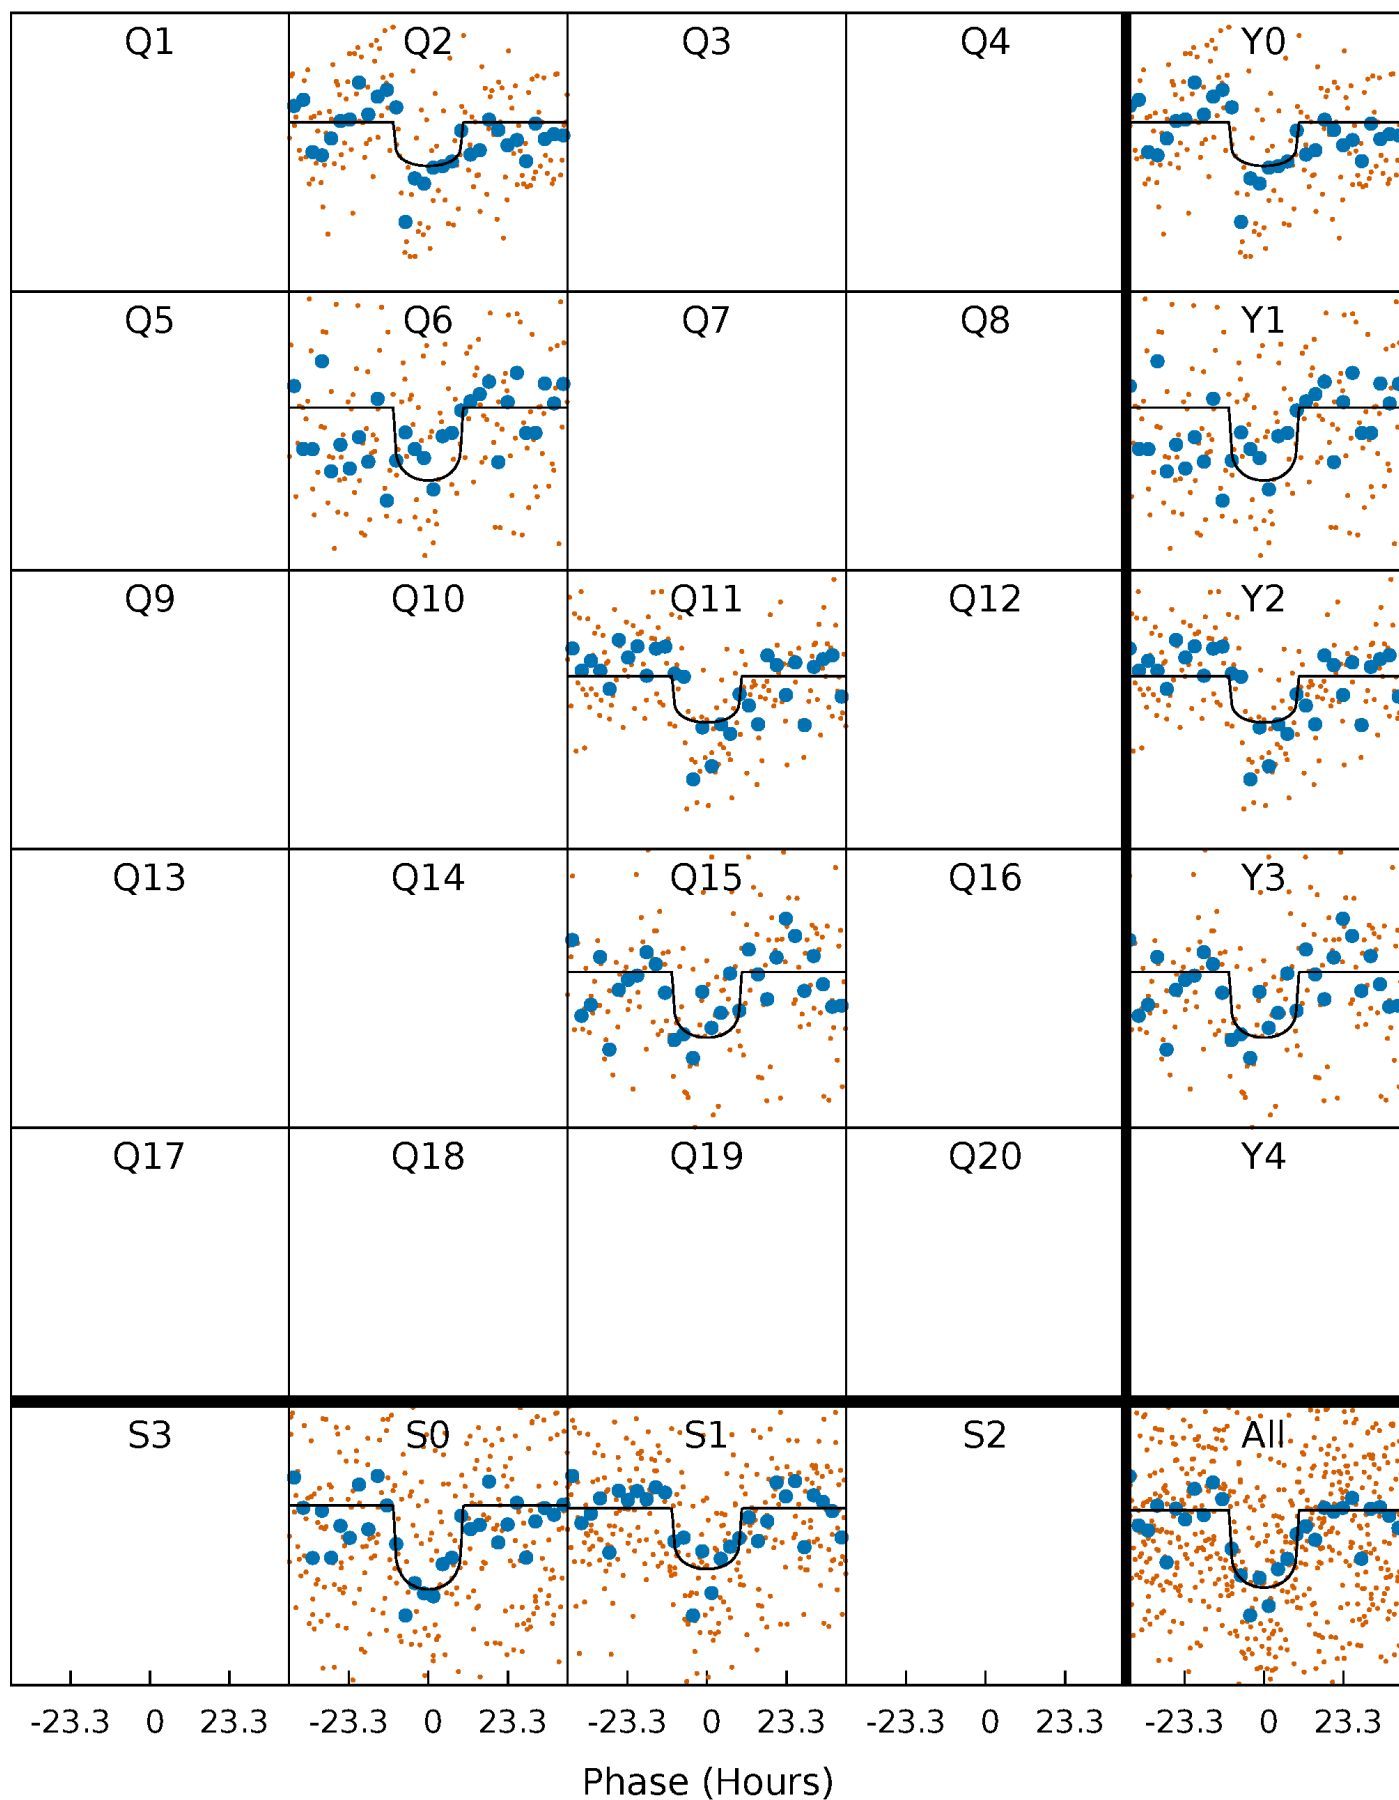 Q1 Q2 Q3 Q4 Y0
Q5 Q6 Q7 Q8 Y1
Q9 Q10 Q11 Q12 Y2
Q13 Q14 Q15 Q16 Y3
Q17 Q18 Q19 Q20 Y4
S3 S0 S1 S2 All
-23.3 0 23.3 -23.3 0 23.3 -23.3 0 23.3 -23.3 0 23.3 -23.3 0 23.3
Phase (Hours)